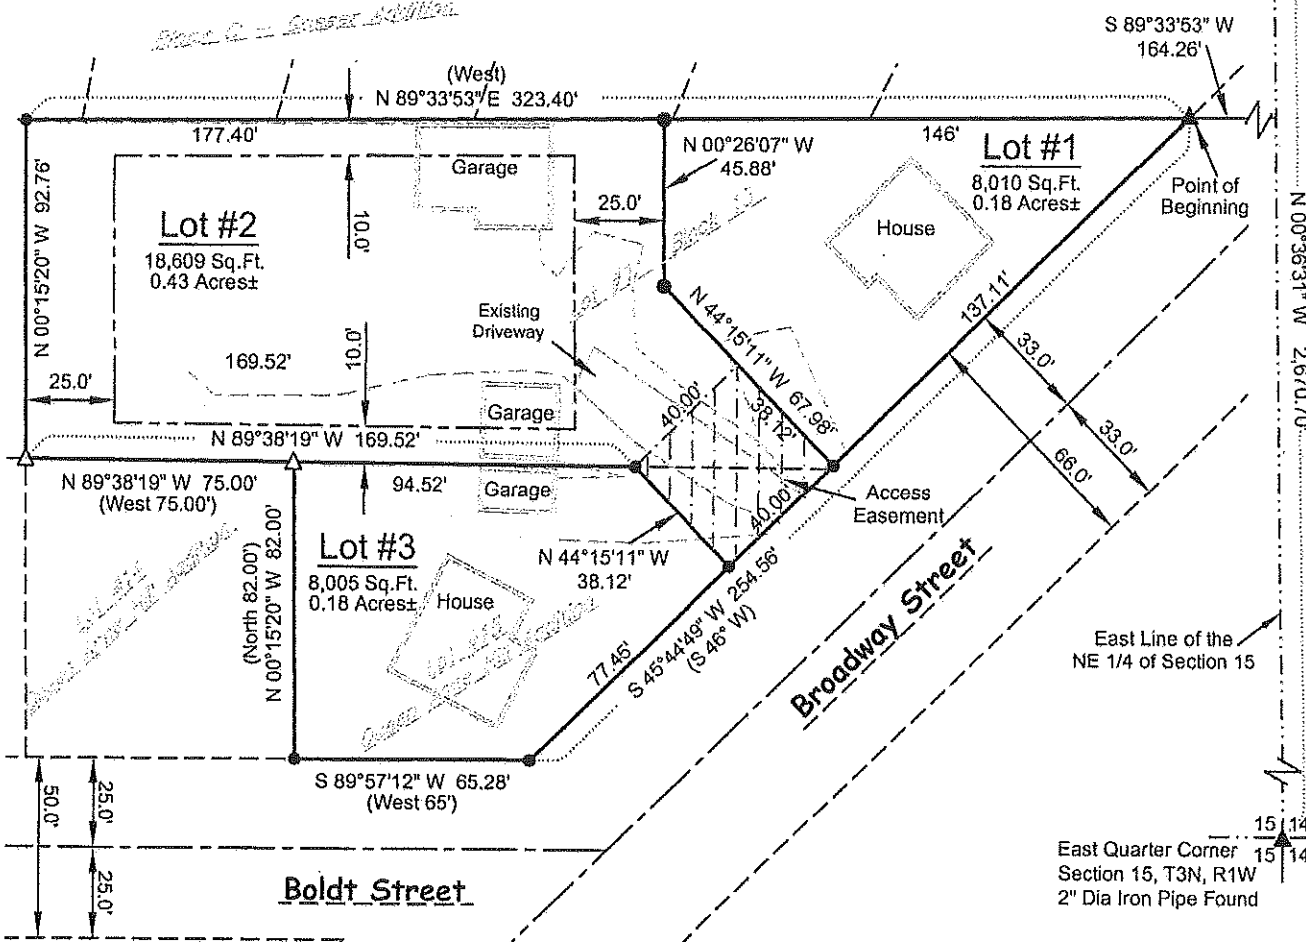 Block C - Gosser Addition
S 89°33'53" W
164.26'
(West)
N 89°33'53" E 323.40'
177.40'
146'
N 00°26'07" W
45.88'
Lot #1
8,010 Sq.Ft.
0.18 Acres±
Point of
Beginning
Garage
House
25.0'
N 00°15'20" W 92.76'
Lot #2
18,609 Sq.Ft.
0.43 Acres±
10.0'
Block 13
N 00°36'31" W 2,670.70'
Existing
Driveway
N 44°15'11" W 67.98'
137.11'
33.0'
33.0'
66.0'
169.52'
10.0'
25.0'
40.00'
38.12'
Garage
N 89°38'19" W 169.52'
N 89°38'19" W 75.00'
(West 75.00')
94.52'
Garage
40.00'
Access
Easement
(North 82.00')
N 00°15'20" W 82.00'
Lot #3
8,005 Sq.Ft.
0.18 Acres±
House
N 44°15'11" W
38.12'
77.45'
S 45°44'49" W 254.56'
(S 46° W)
Broadway Street
East Line of the
NE 1/4 of Section 15
S 89°57'12" W 65.28'
(West 65')
50.0'
25.0'
25.0'
Boldt Street
15 14
15 14
East Quarter Corner
Section 15, T3N, R1W
2" Dia Iron Pipe Found